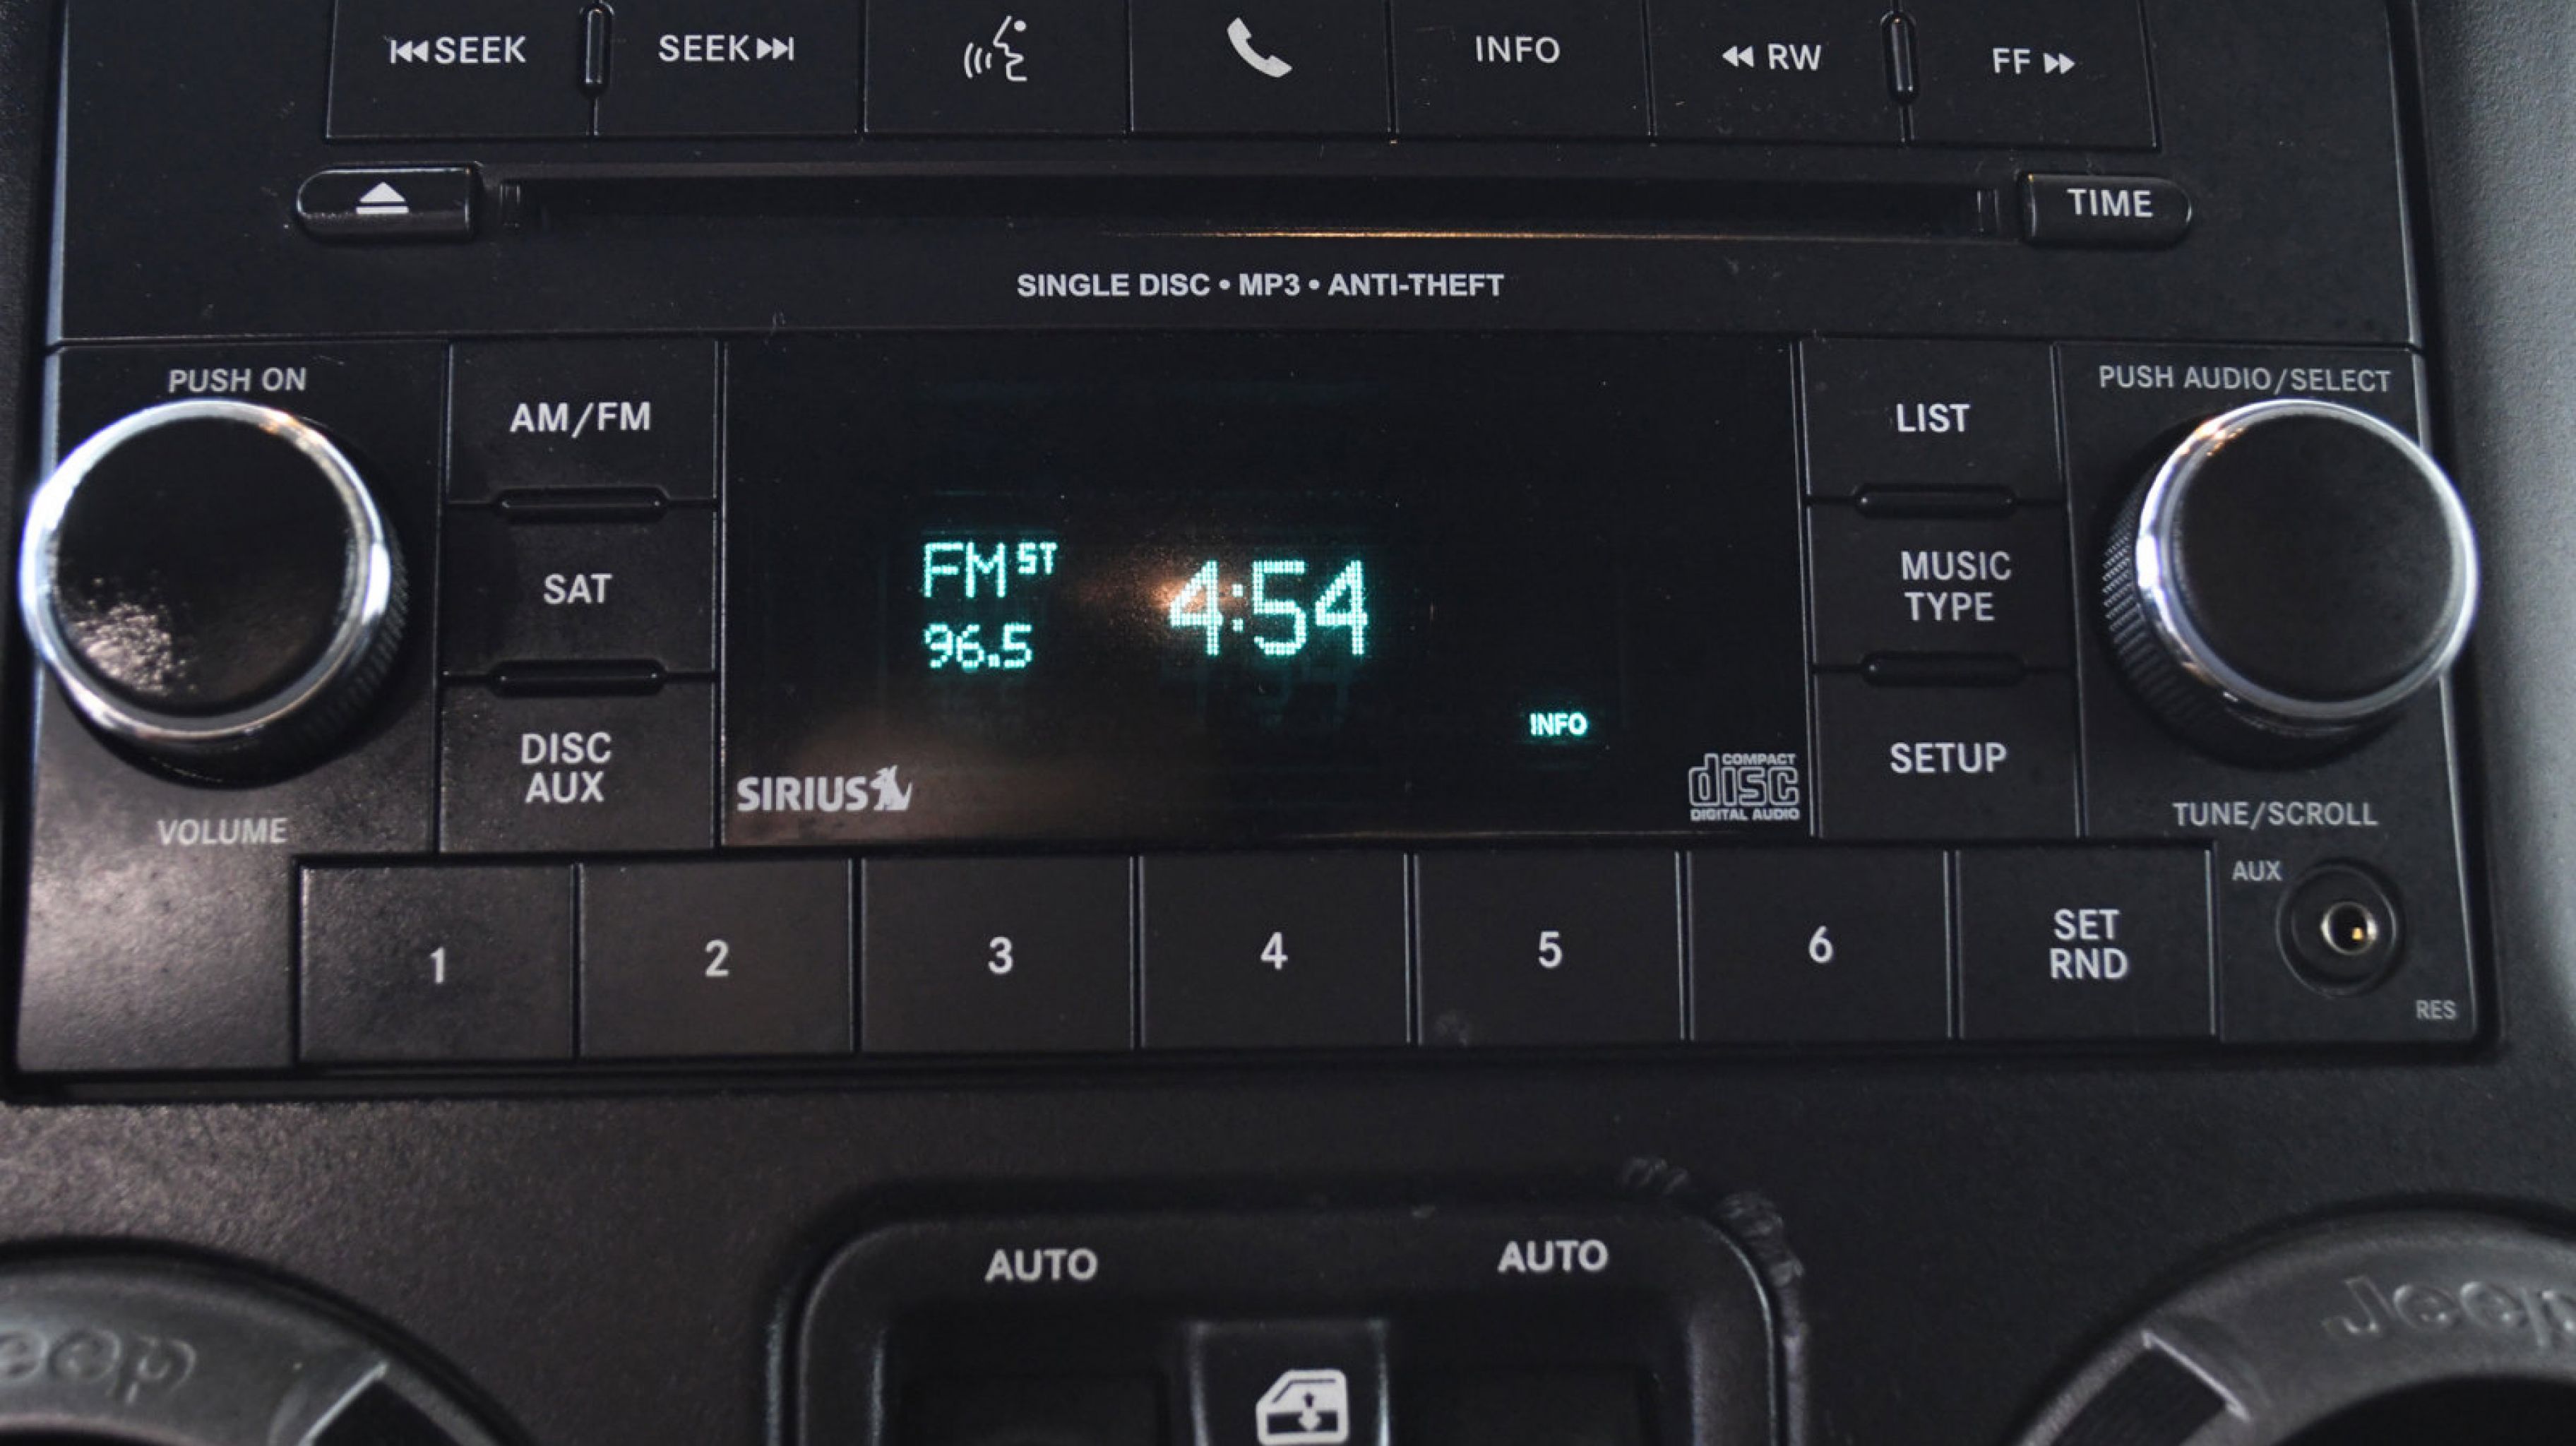 SEEK
SEEK
INFO
RW
FF
TIME
SINGLE DISC • MP3 • ANTI-THEFT
PUSH ON
AM/FM
SAT
DISC
AUX
VOLUME
FM ST
96.5
4:54
INFO
SIRIUS
COMPACT
disc
DIGITAL AUDIO
LIST
MUSIC
TYPE
SETUP
PUSH AUDIO/SELECT
TUNE/SCROLL
1
2
3
4
5
6
SET
RND
AUX
RES
AUTO
AUTO
Jeep
Jeep